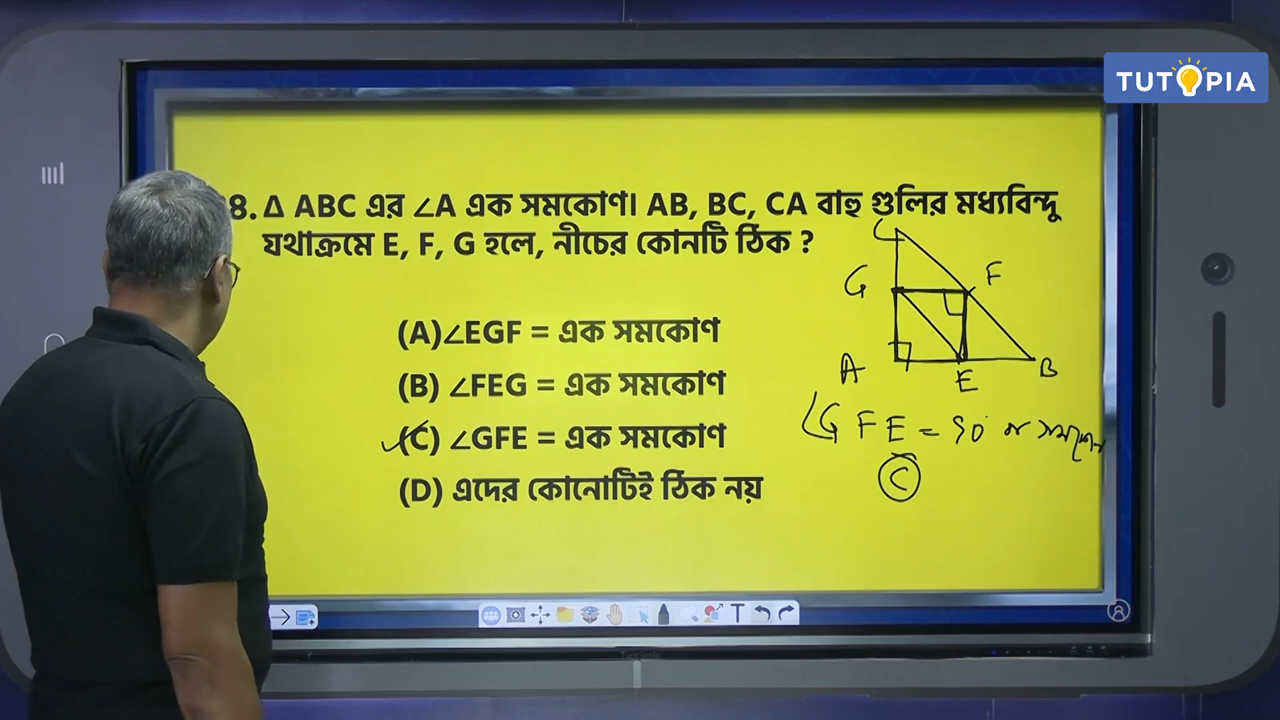 TUTOPIA
8. Δ ABC এর ∠A এক সমকোণ। AB, BC, CA বাহু গুলির মধ্যবিন্দু
যথাক্রমে E, F, G হলে, নীচের কোনটি ঠিক ?
(A)∠EGF = এক সমকোণ
(B) ∠FEG = এক সমকোণ
(C) ∠GFE = এক সমকোণ
(D) এদের কোনোটিই ঠিক নয়
C
G F
A E B
∠G F E = 90°
C
T